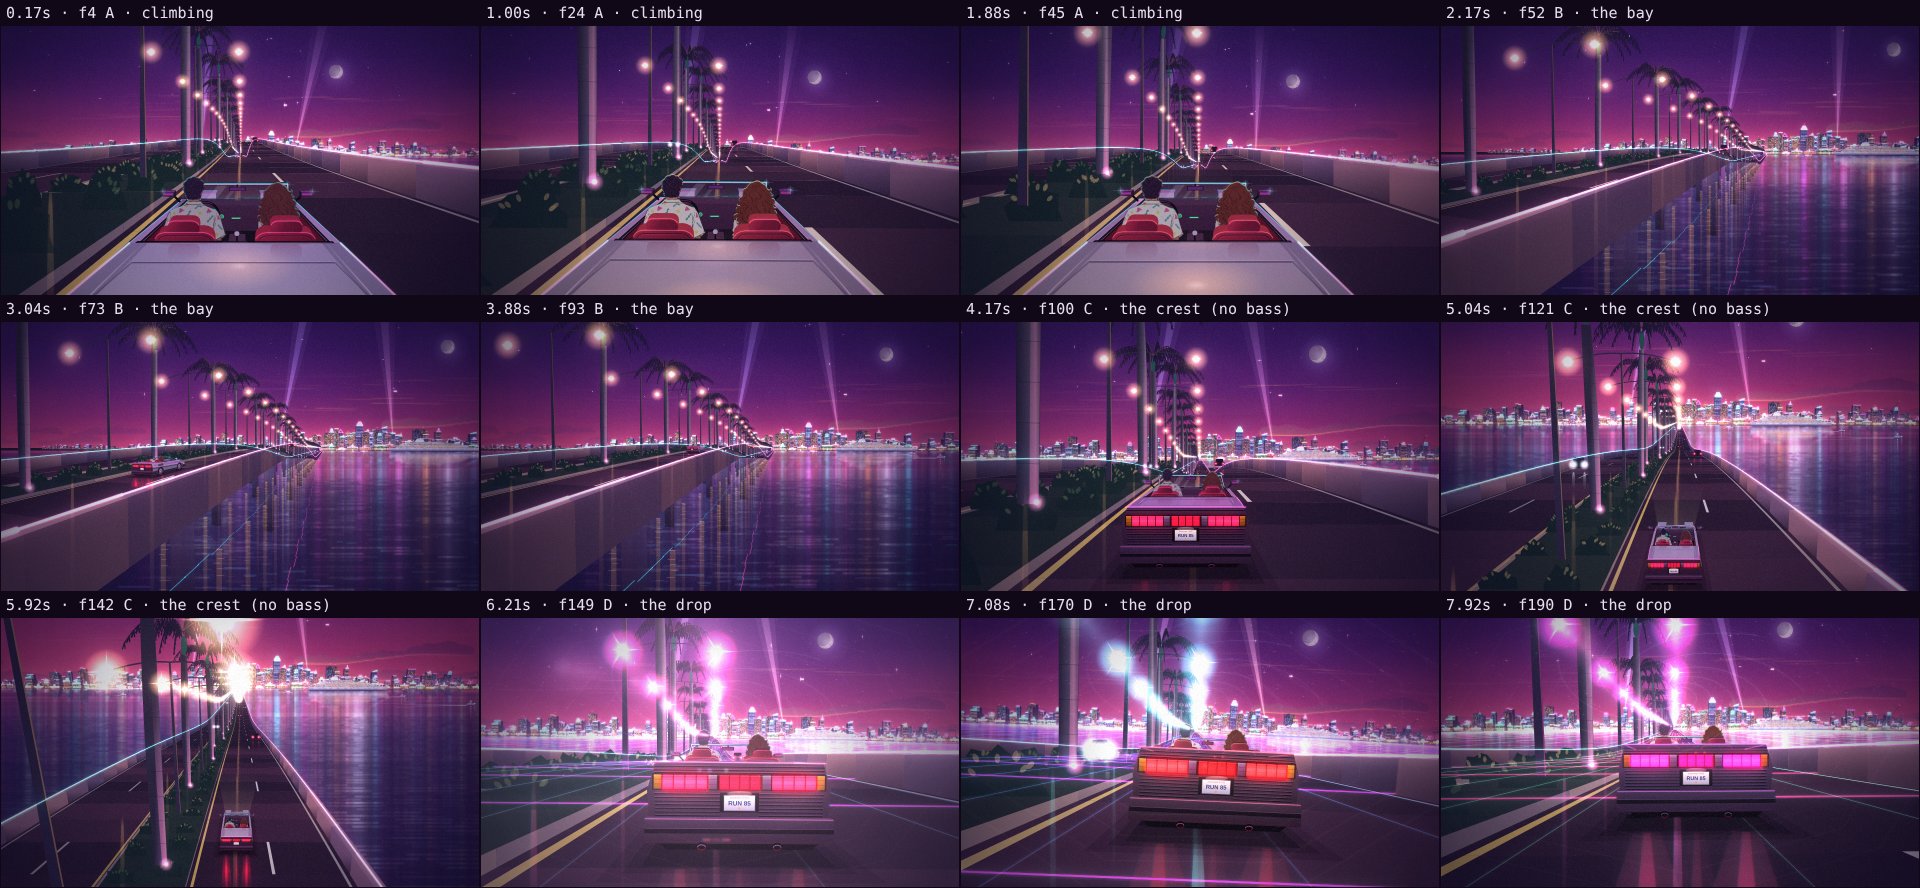 0.17s · f4 A · climbing
1.00s · f24 A · climbing
1.88s · f45 A · climbing
2.17s · f52 B · the bay
3.04s · f73 B · the bay
3.88s · f93 B · the bay
4.17s · f100 C · the crest (no bass)
RUN 85
5.04s · f121 C · the crest (no bass)
5.92s · f142 C · the crest (no bass)
6.21s · f149 D · the drop
RUN 85
7.08s · f170 D · the drop
RUN 85
7.92s · f190 D · the drop
RUN 85